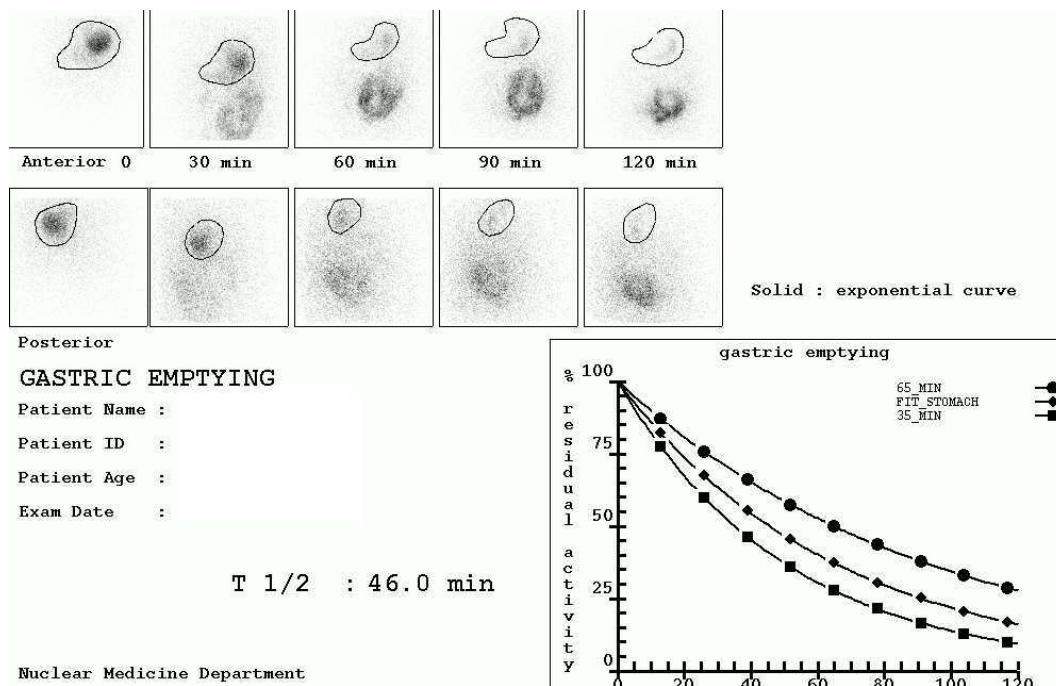 Anterior 0 30 min 60 min 90 min 120 min
Solid : exponential curve
Posterior
GASTRIC EMPTYING
Patient Name :
Patient ID :
Patient Age :
Exam Date :
T 1/2 : 46.0 min
Nuclear Medicine Department
gastric emptying
% residual activity
65_MIN
FIT_STOMACH
35_MIN
100
75
50
25
0
0 20 40 60 80 100 120